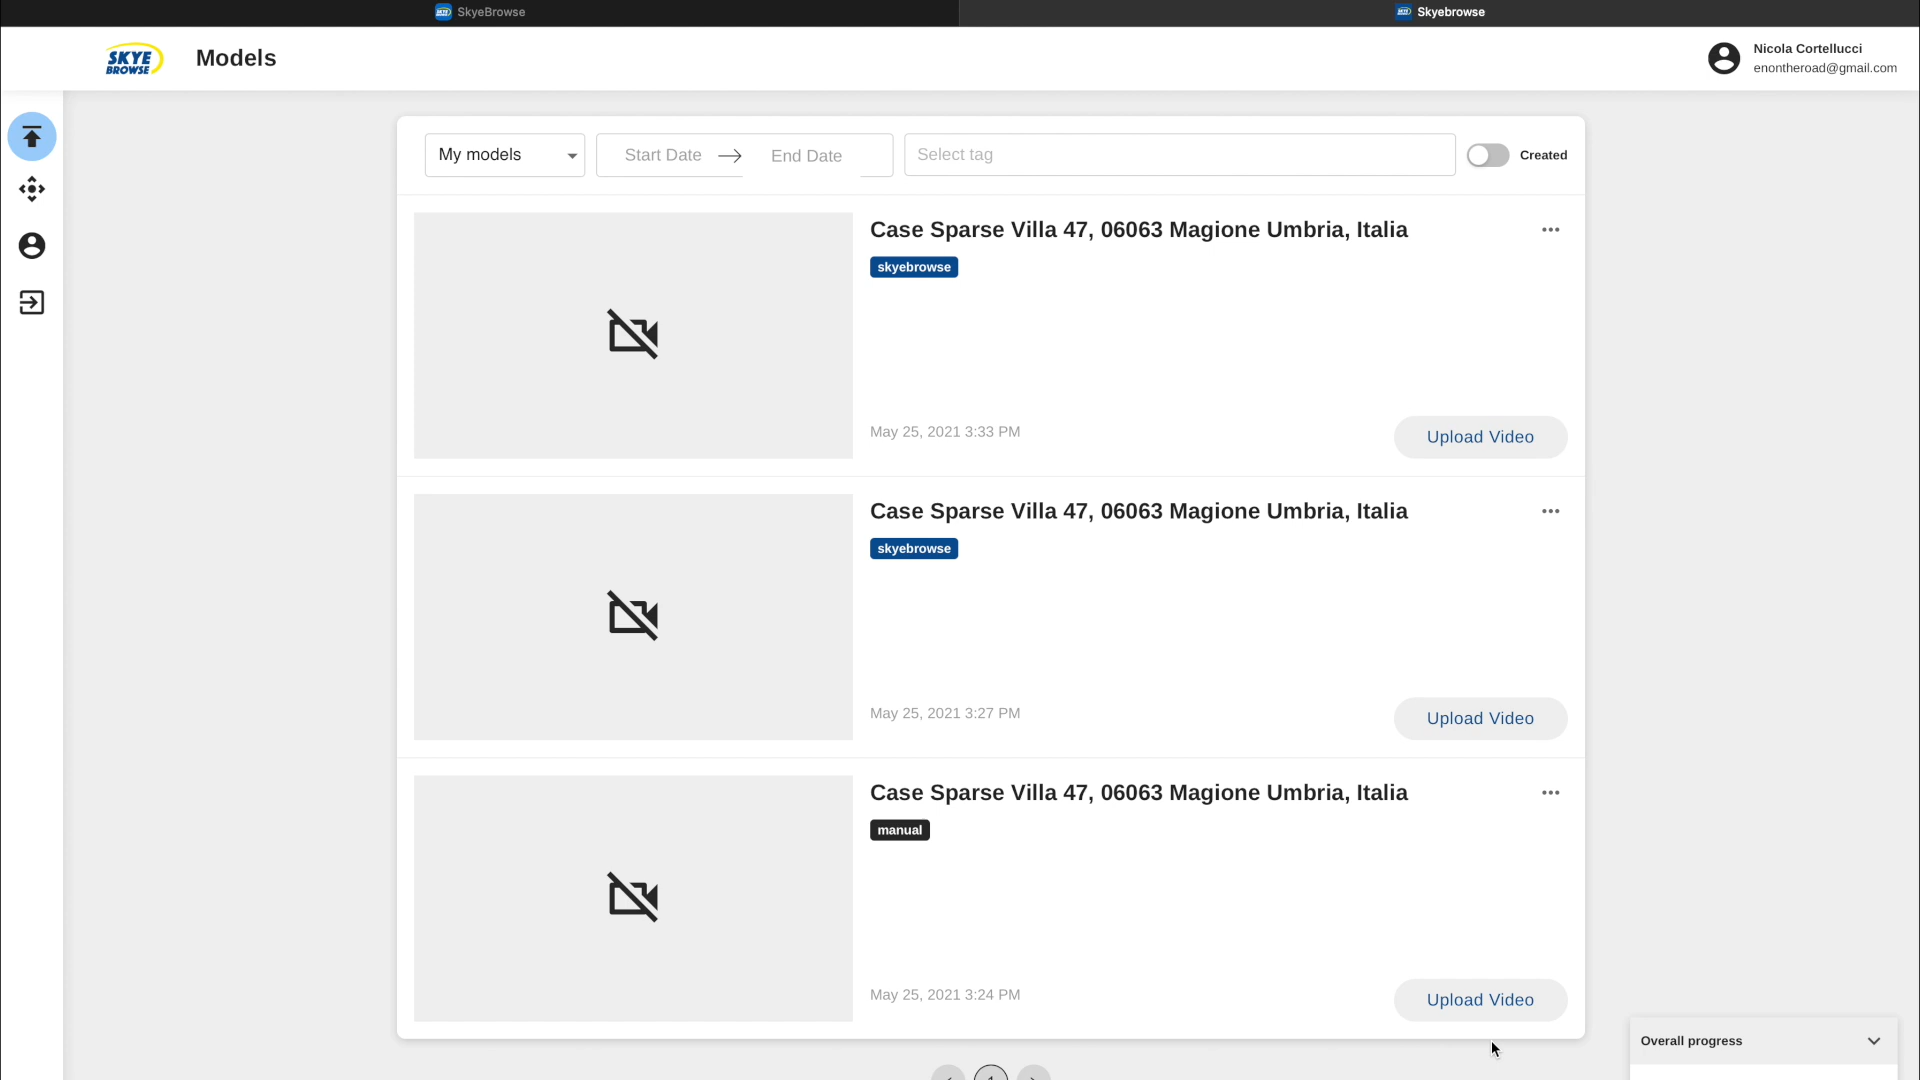 SkyeBrowse
Skyebrowse
SKYE
BROWSE
Models
Nicola Cortellucci
enontheroad@gmail.com
My models
Start Date
End Date
Select tag
Created
Case Sparse Villa 47, 06063 Magione Umbria, Italia
skyebrowse
May 25, 2021 3:33 PM
Upload Video
Case Sparse Villa 47, 06063 Magione Umbria, Italia
skyebrowse
May 25, 2021 3:27 PM
Upload Video
Case Sparse Villa 47, 06063 Magione Umbria, Italia
manual
May 25, 2021 3:24 PM
Upload Video
Overall progress